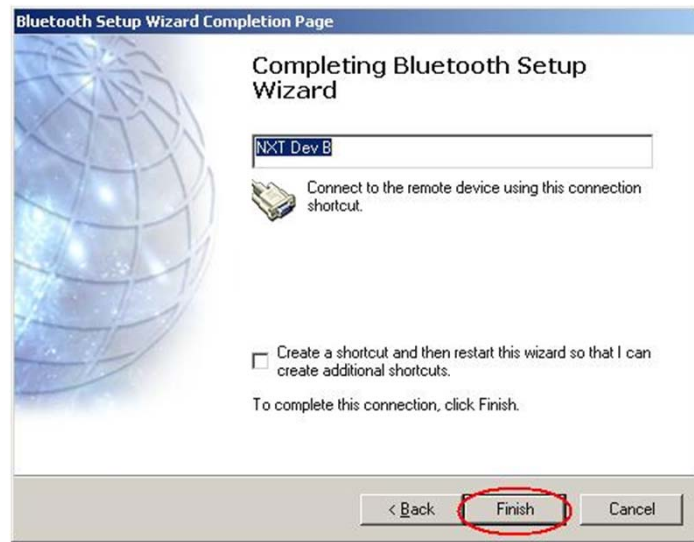 Bluetooth Setup Wizard Completion Page
Completing Bluetooth Setup
Wizard
NXT Dev B
Connect to the remote device using this connection
shortcut.
Create a shortcut and then restart this wizard so that I can
create additional shortcuts.
To complete this connection, click Finish.
< Back
Finish
Cancel